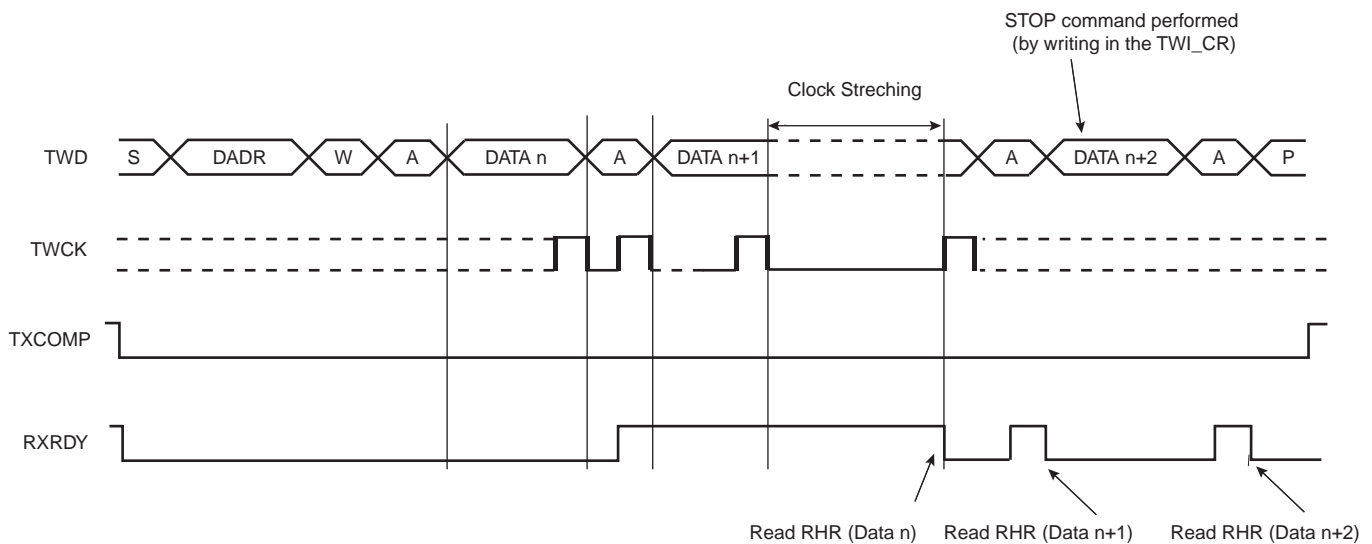 STOP command performed
(by writing in the TWI_CR)
Clock Streching
TWD S DADR W A DATA n A DATA n+1 A DATA n+2 A P
TWCK
TXCOMP
RXRDY
Read RHR (Data n) Read RHR (Data n+1) Read RHR (Data n+2)